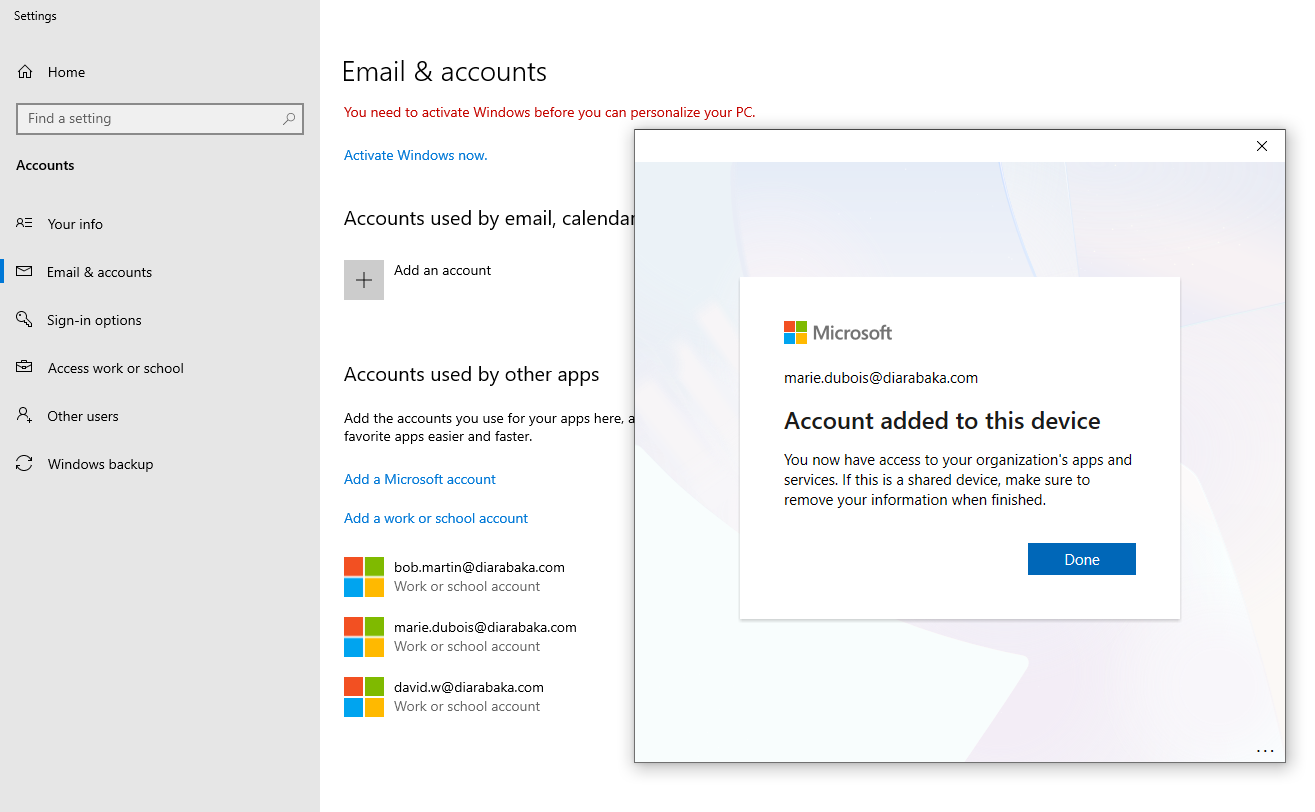 Settings
Home
Find a setting
Accounts
Your info
Email & accounts
Sign-in options
Access work or school
Other users
Windows backup
Email & accounts
You need to activate Windows before you can personalize your PC.
Activate Windows now.
Accounts used by email, calendar
Add an account
Accounts used by other apps
Add the accounts you use for your apps here, a
favorite apps easier and faster.
Add a Microsoft account
Add a work or school account
bob.martin@diarabaka.com
Work or school account
marie.dubois@diarabaka.com
Work or school account
david.w@diarabaka.com
Work or school account
Microsoft
marie.dubois@diarabaka.com
Account added to this device
You now have access to your organization's apps and
services. If this is a shared device, make sure to
remove your information when finished.
Done